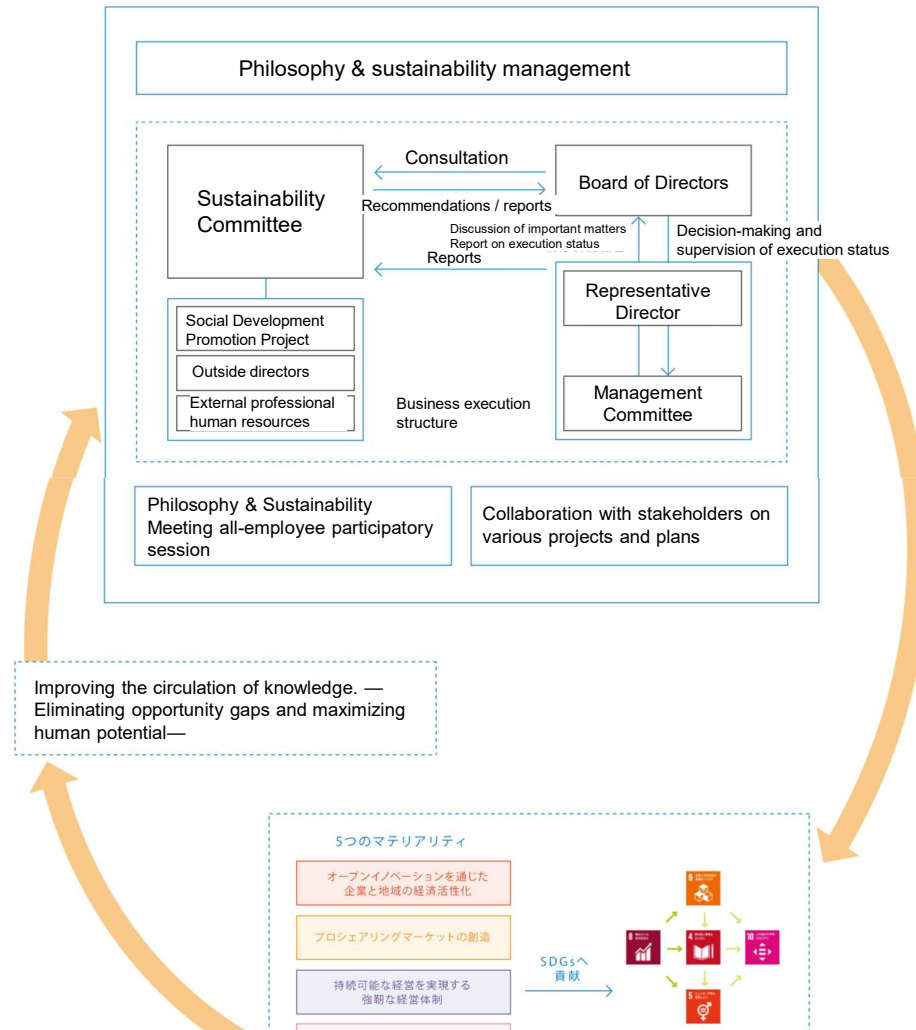 Philosophy & sustainability management
Consultation
Sustainability
Committee
Board of Directors
Recommendations / reports
Discussion of important matters
Report on execution status
Decision-making and
supervision of execution status
Reports
Representative
Director
Social Development
Promotion Project
Outside directors
External professional
human resources
Business execution
structure
Management
Committee
Philosophy & Sustainability
Meeting all-employee participatory
session
Collaboration with stakeholders on
various projects and plans
Improving the circulation of knowledge. —
Eliminating opportunity gaps and maximizing
human potential—
5つのマテリアリティ
オープンイノベーションを通じた
企業と地域の経済活性化
プロシェアリングマーケットの創造
持続可能な経営を実現する
強靭な経営体制
SDGsへ
貢献
9
8
4
10
5